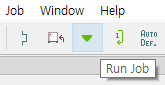 Job Window Help
AUTO
DEF.
Run Job